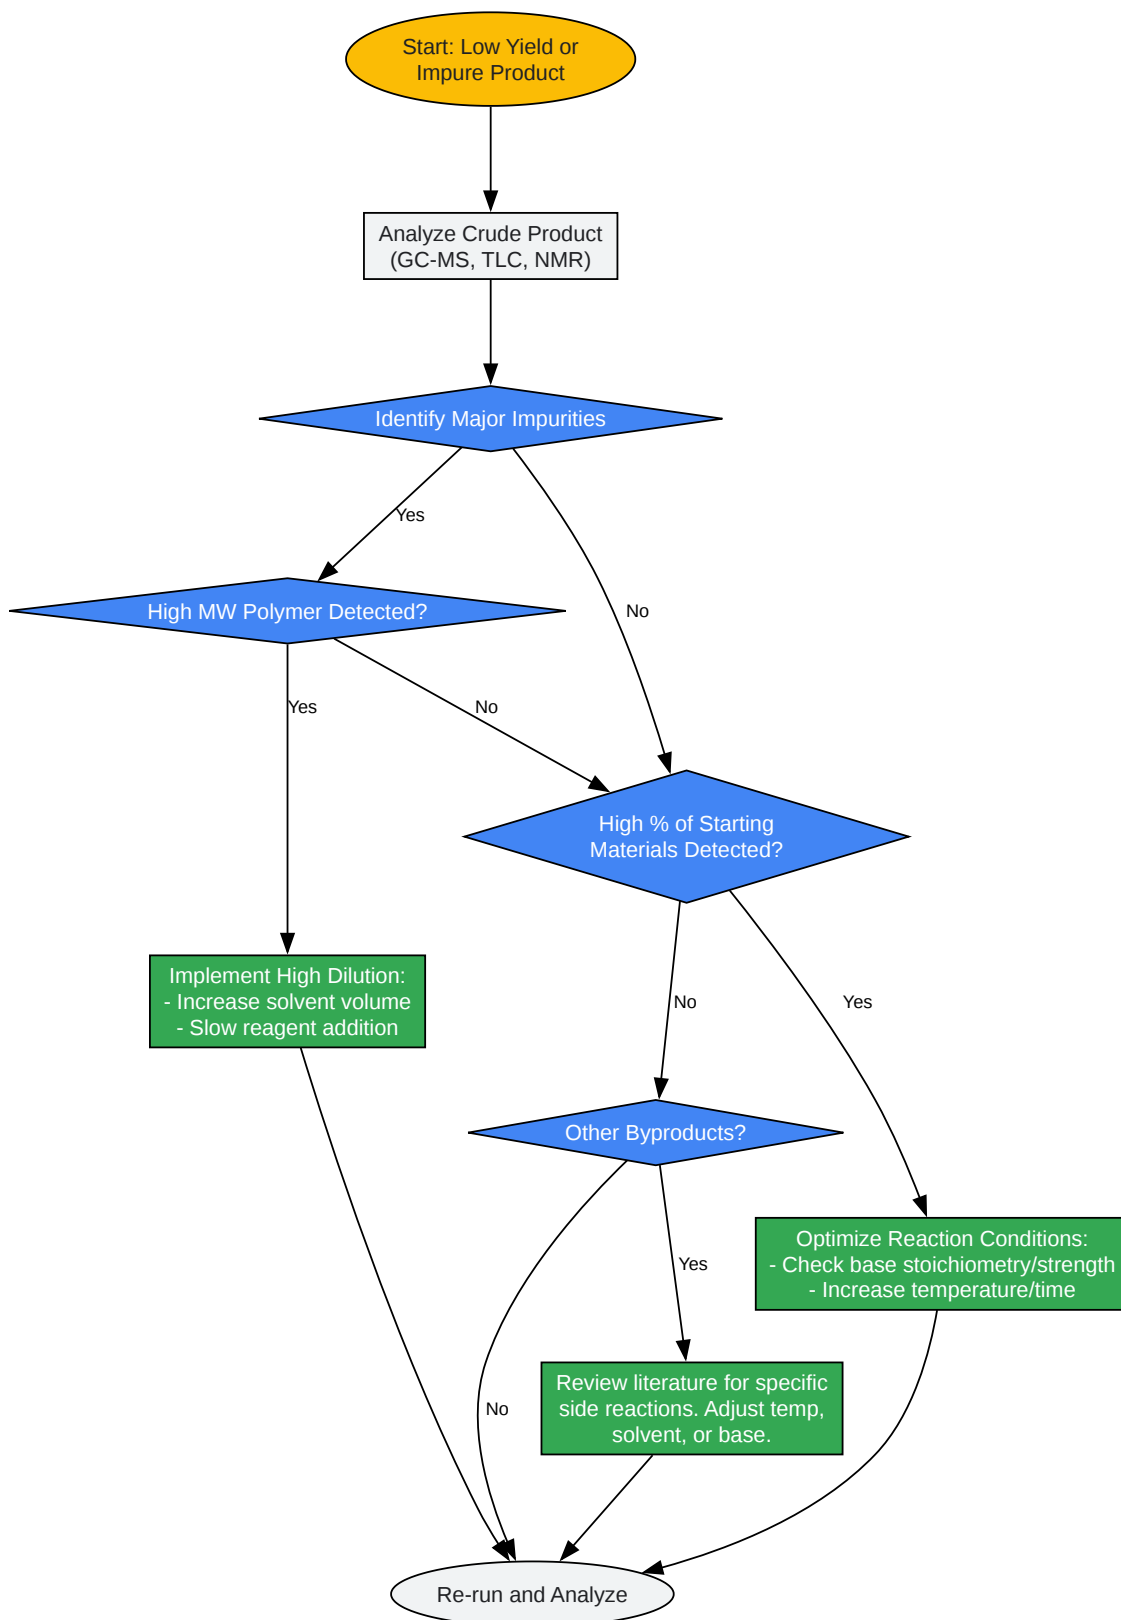 Start: Low Yield or
Impure Product
Analyze Crude Product
(GC-MS, TLC, NMR)
Identify Major Impurities
Yes
No
High MW Polymer Detected?
Yes
No
High % of Starting
Materials Detected?
Implement High Dilution:
- Increase solvent volume
- Slow reagent addition
No
Yes
Other Byproducts?
Optimize Reaction Conditions:
- Check base stoichiometry/strength
- Increase temperature/time
Yes
No
Review literature for specific
side reactions. Adjust temp,
solvent, or base.
Re-run and Analyze